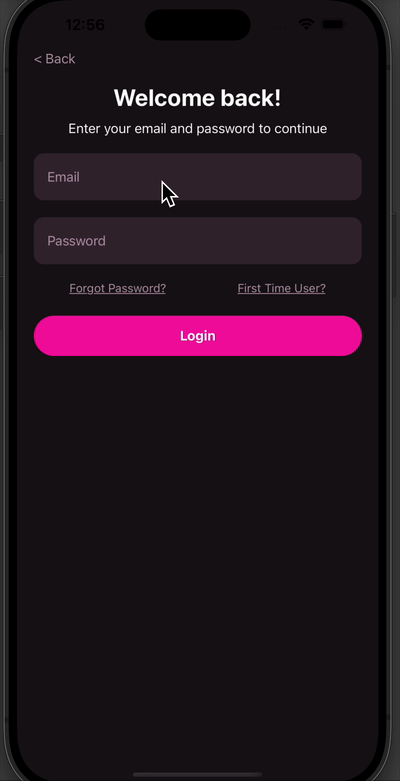 12:56
< Back
Welcome back!
Enter your email and password to continue
Email
Password
Forgot Password? First Time User?
Login